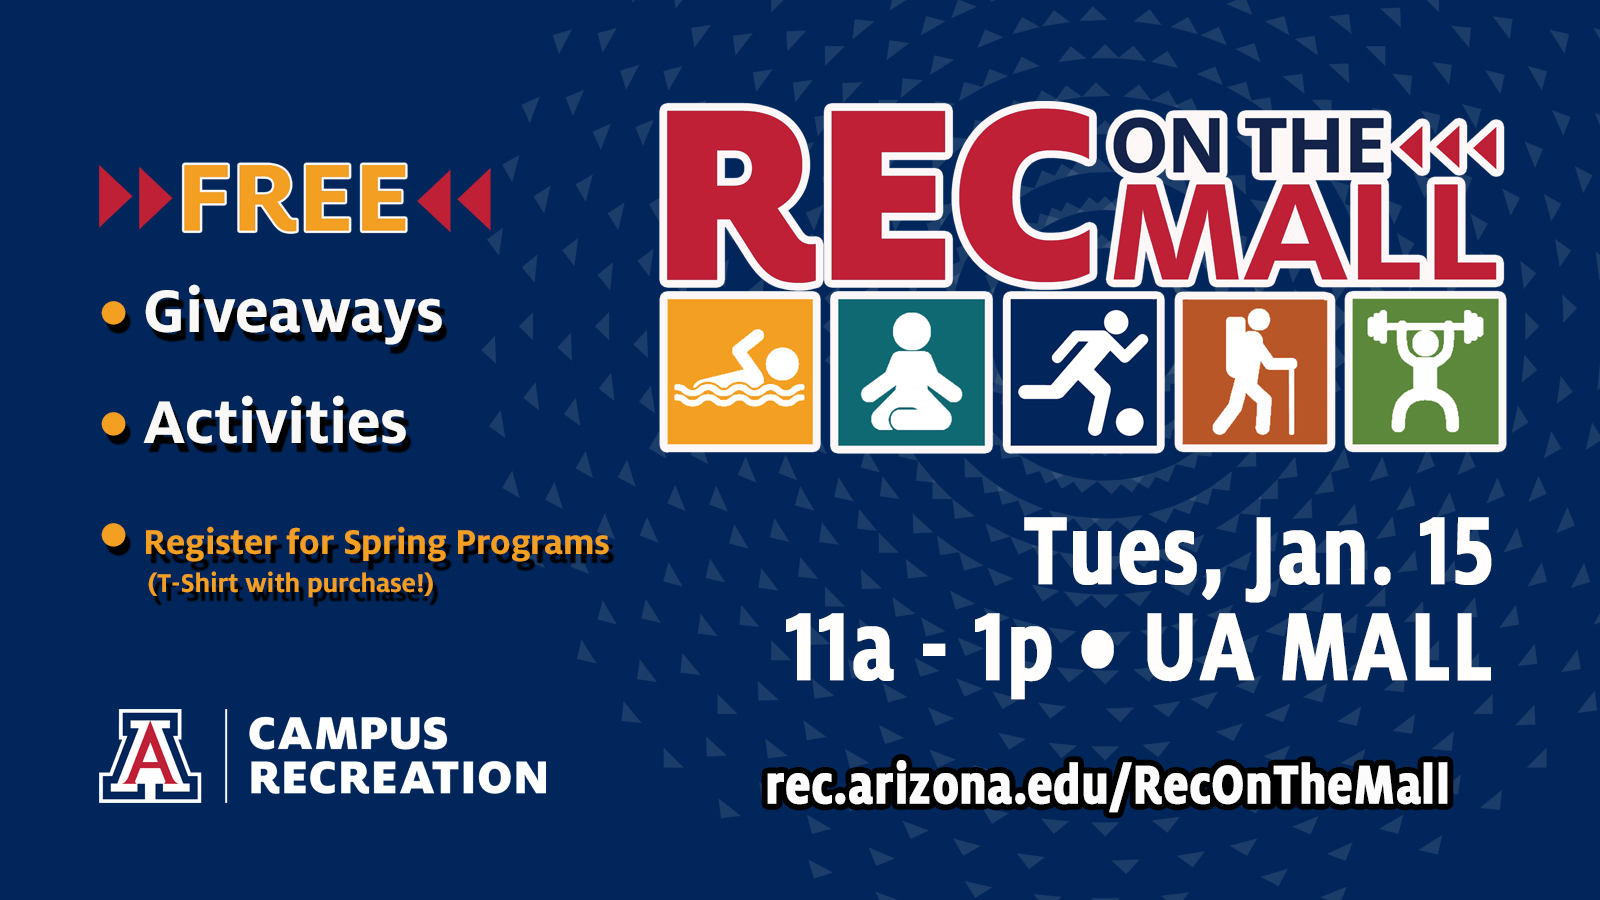 FREE
• Giveaways
• Activities
• Register for Spring Programs
(T-Shirt with purchase!)
A
CAMPUS
RECREATION
REC ON THE
MALL
Tues, Jan. 15
11a - 1p • UA MALL
rec.arizona.edu/RecOnTheMall